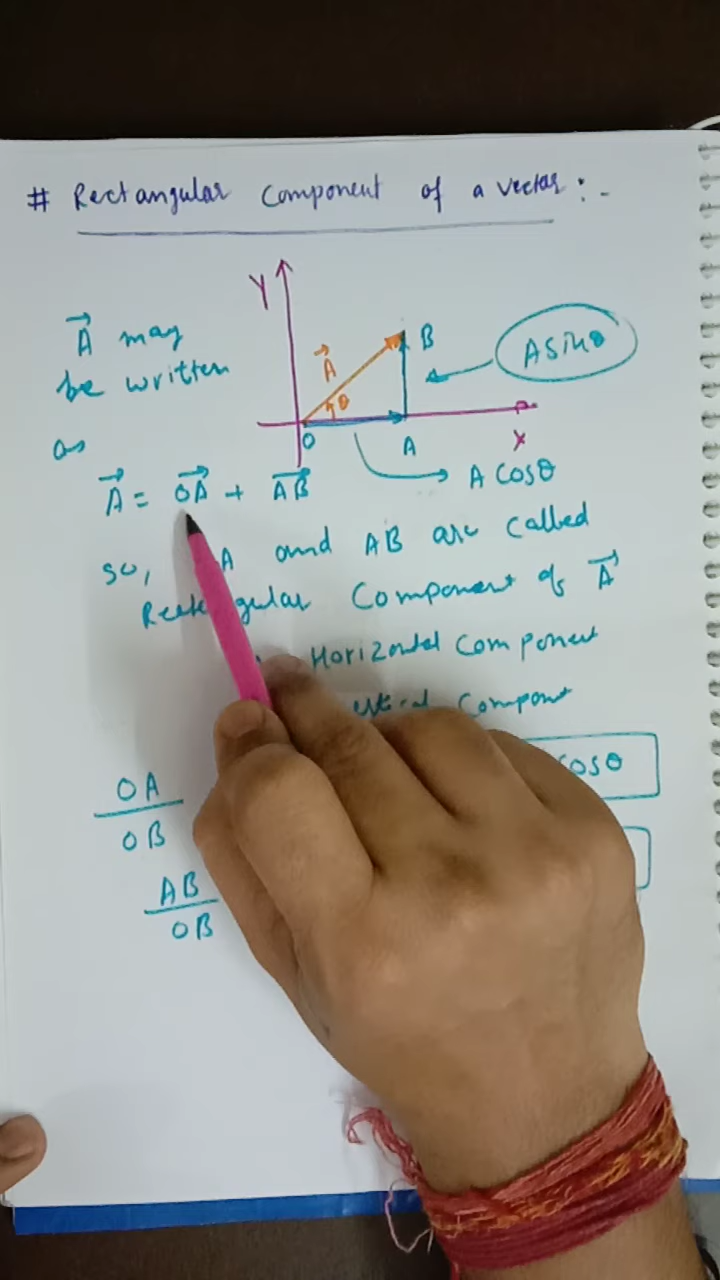 # Rectangular Component of a vector :-
Y
A⃗ may
be written
as
B
A sinθ
A⃗
θ
O
A
X
A cosθ
A⃗ = OA⃗ + AB⃗
so, A and AB are called
Rectangular Component of A⃗
Horizontal Component
Component
OA
OB
cosθ
AB
OB